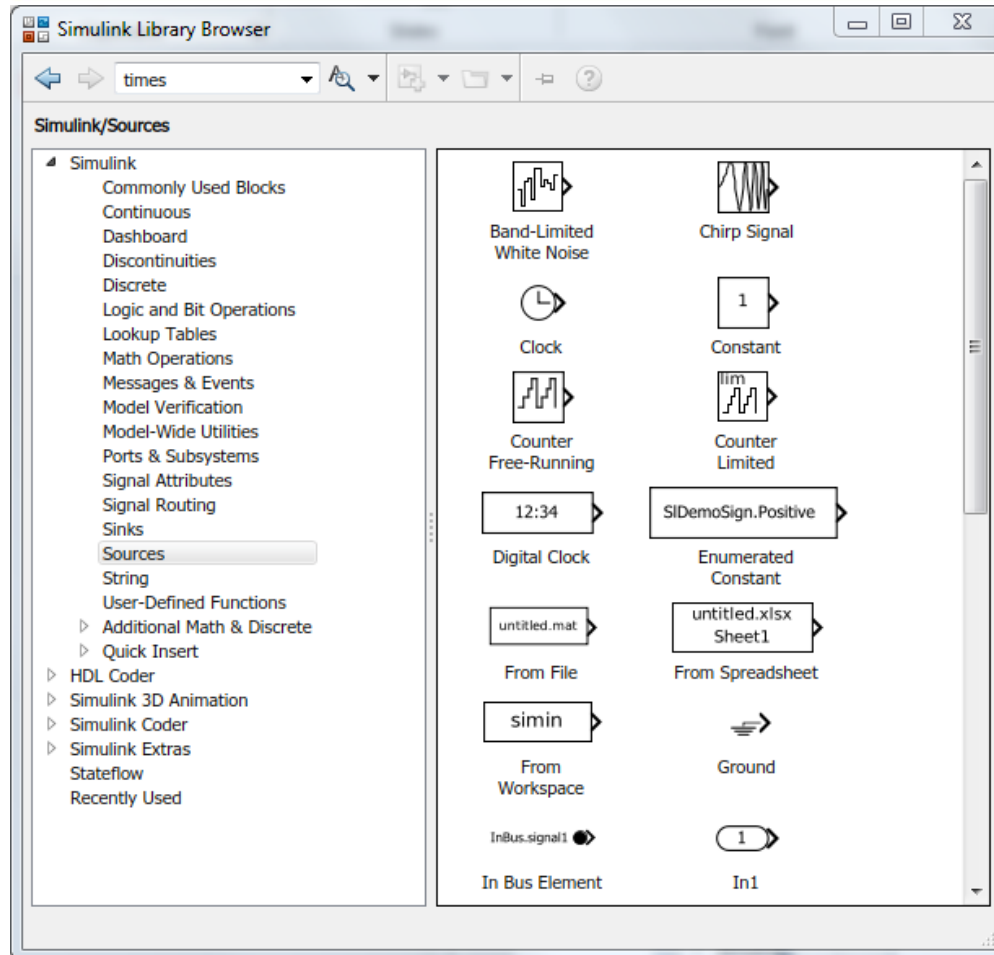 Simulink Library Browser
times
Simulink/Sources
Simulink
Commonly Used Blocks
Continuous
Dashboard
Discontinuities
Discrete
Logic and Bit Operations
Lookup Tables
Math Operations
Messages & Events
Model Verification
Model-Wide Utilities
Ports & Subsystems
Signal Attributes
Signal Routing
Sinks
Sources
String
User-Defined Functions
Additional Math & Discrete
Quick Insert
HDL Coder
Simulink 3D Animation
Simulink Coder
Simulink Extras
Stateflow
Recently Used
Band-Limited
White Noise
Chirp Signal
Clock
1
Constant
Counter
Free-Running
lim
Counter
Limited
12:34
Digital Clock
SlDemoSign.Positive
Enumerated
Constant
untitled.mat
From File
untitled.xlsx
Sheet1
From Spreadsheet
simin
From
Workspace
Ground
InBus.signal1
In Bus Element
1
In1